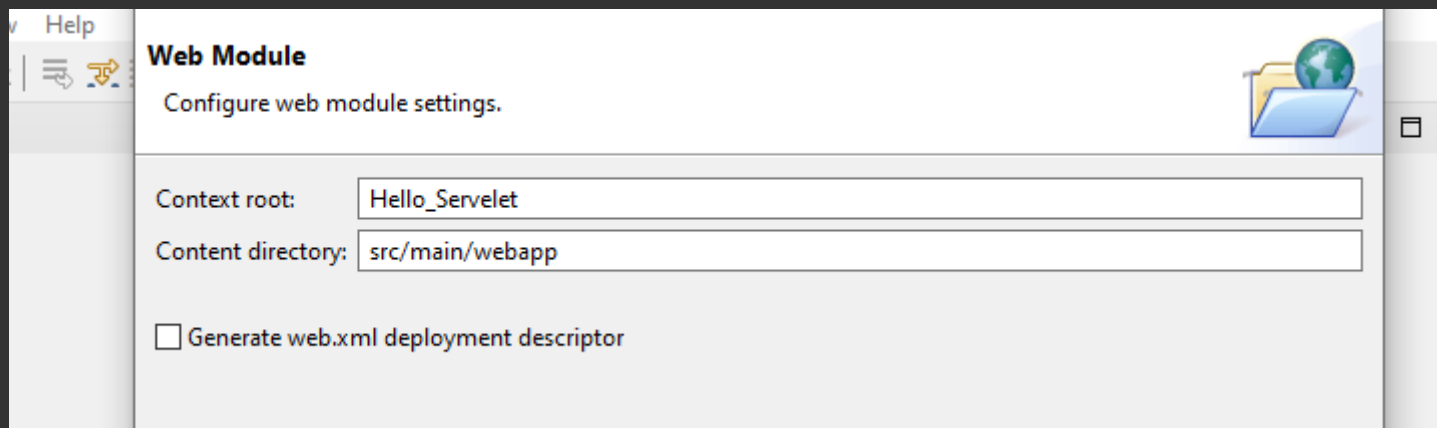 Help
Web Module
Configure web module settings.
Context root: Hello_Servelet
Content directory: src/main/webapp
Generate web.xml deployment descriptor